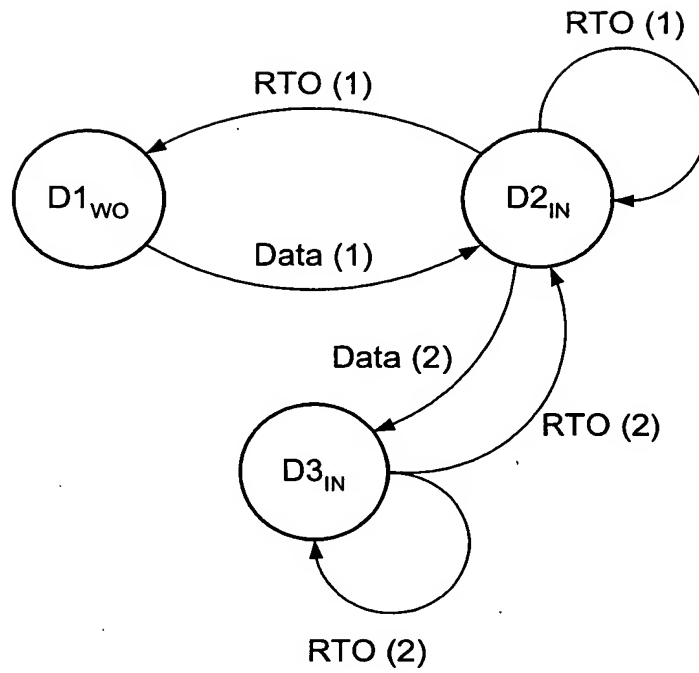 RTO (1)
RTO (1)
D1WO
D2IN
Data (1)
Data (2)
RTO (2)
D3IN
RTO (2)